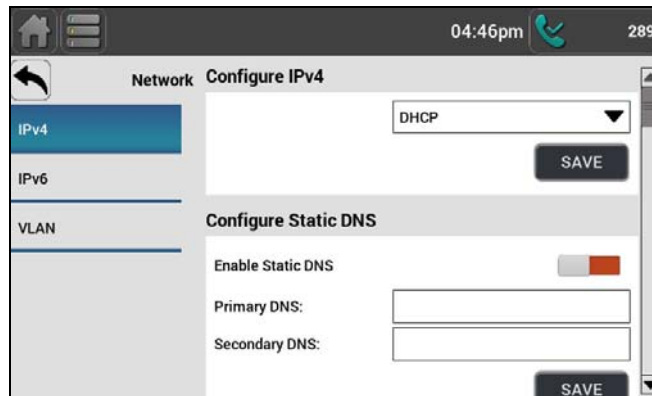 04:46pm 289
Network Configure IPv4
DHCP
IPv4
SAVE
IPv6
VLAN
Configure Static DNS
Enable Static DNS
Primary DNS:
Secondary DNS:
SAVE